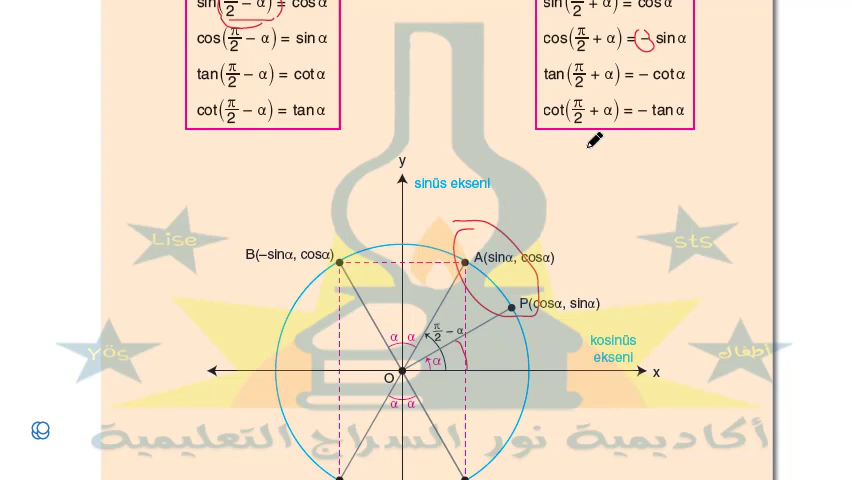 sin(π/2 − α) = cosα
cos(π/2 − α) = sinα
tan(π/2 − α) = cotα
cot(π/2 − α) = tanα
sin(π/2 + α) = cosα
cos(π/2 + α) = − sinα
tan(π/2 + α) = − cotα
cot(π/2 + α) = − tanα
y
sinüs ekseni
Lise
sts
B(−sinα, cosα)
A(sinα, cosα)
P(cosα, sinα)
α α
π/2 − α
kosinüs
ekseni
Yös
اطفال
α
O
x
α α
أكاديمية نور السراج التعليمية